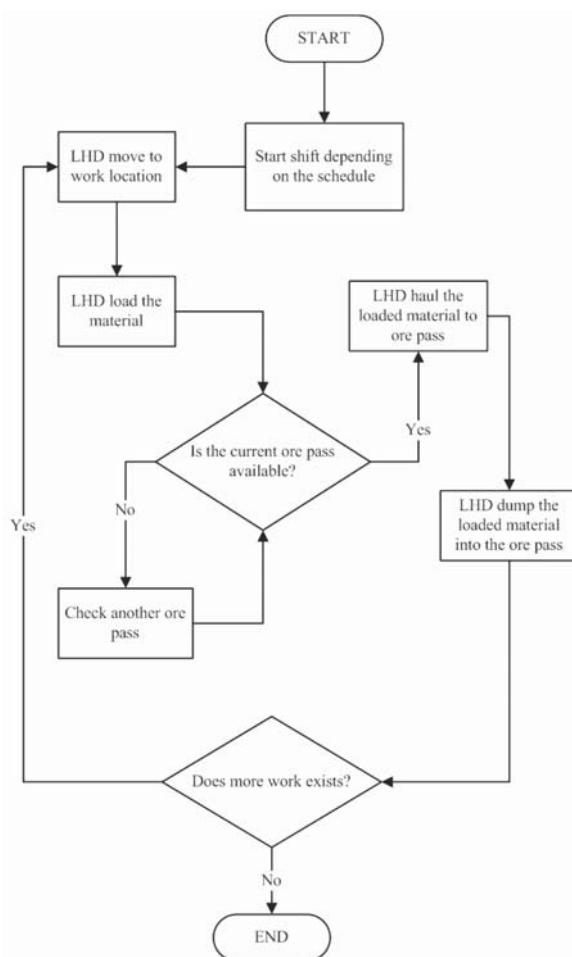 START
Start shift depending
on the schedule
LHD move to
work location
LHD load the
material
LHD haul the
loaded material to
ore pass
Is the current ore pass
available?
Yes
No
LHD dump the
loaded material
into the ore pass
Yes
Check another ore
pass
Does more work exists?
No
END